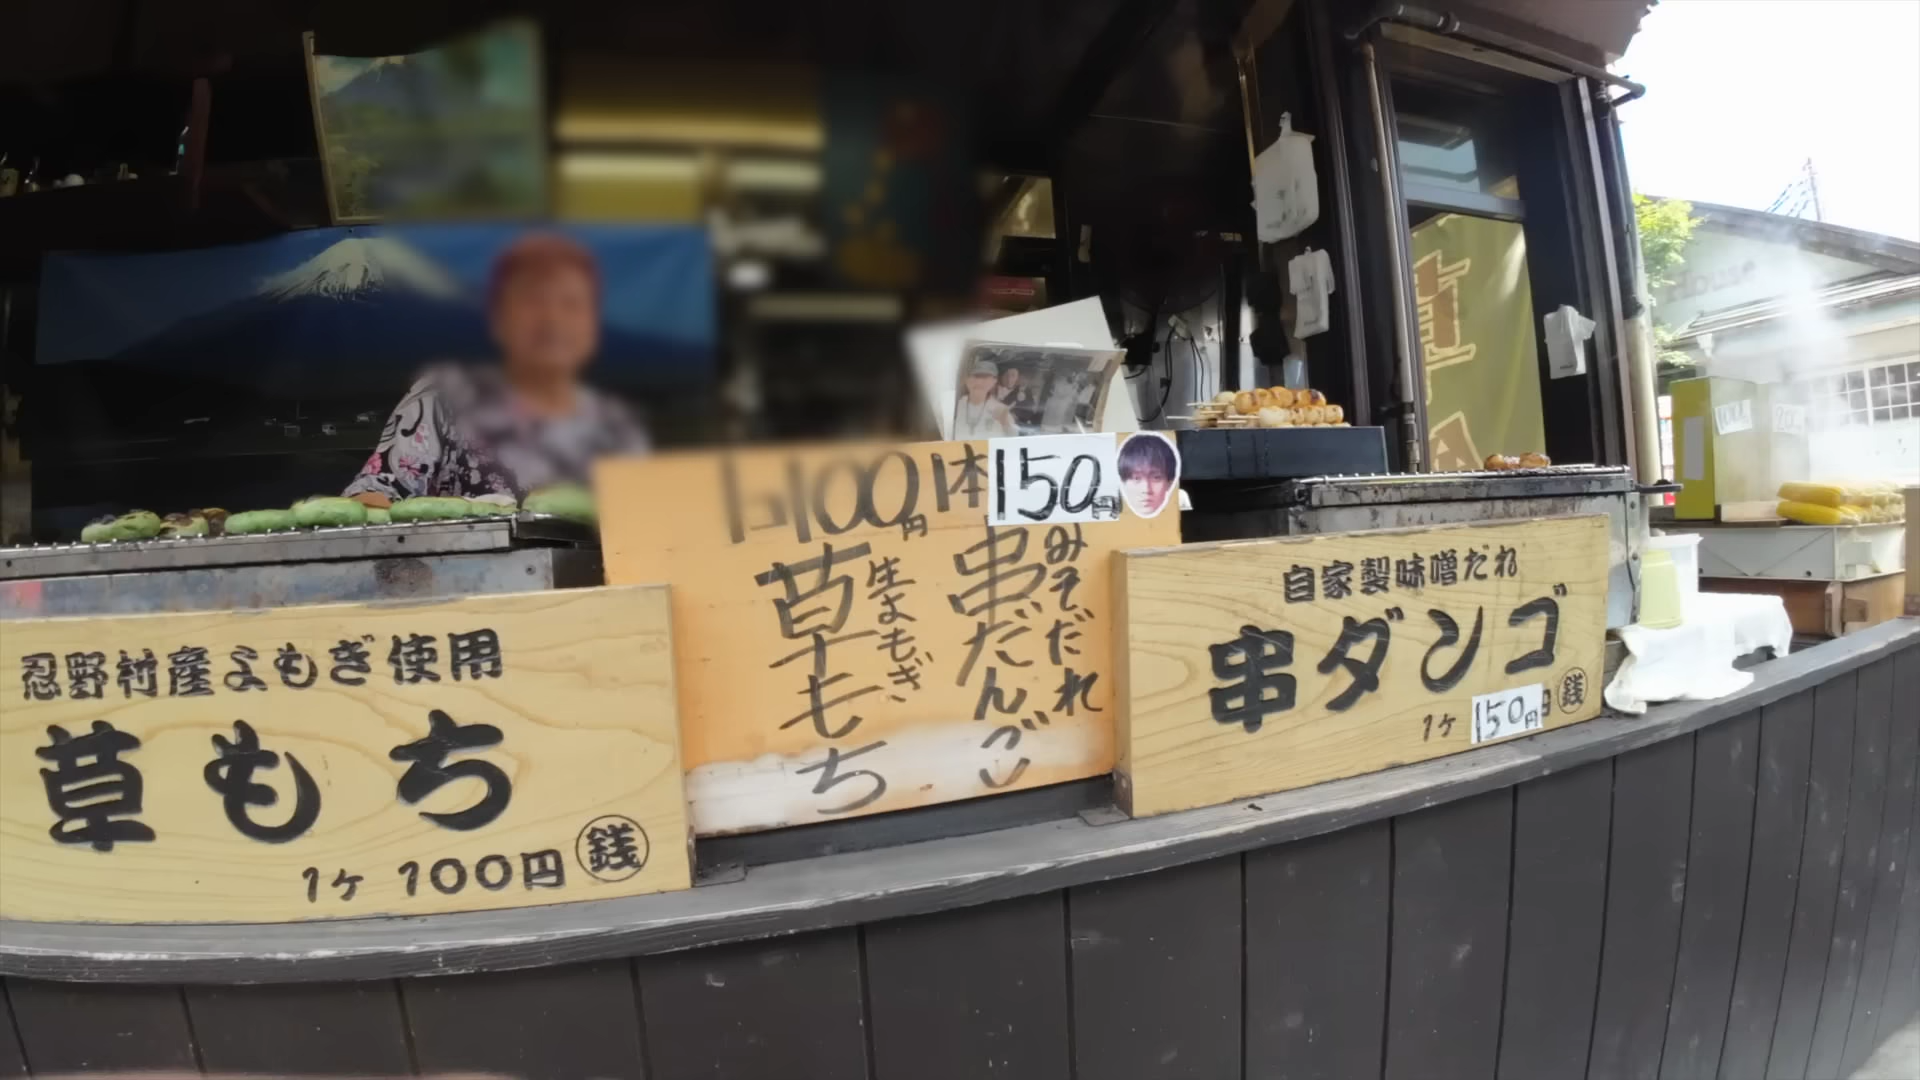 忍野村産よもぎ使用
草もち
1ヶ 100円
銭
100円
生よもぎ
草もち
1本 150円
みそだれ
串だんご
自家製味噌だれ
串ダンゴ
1ヶ 150円
銭
草